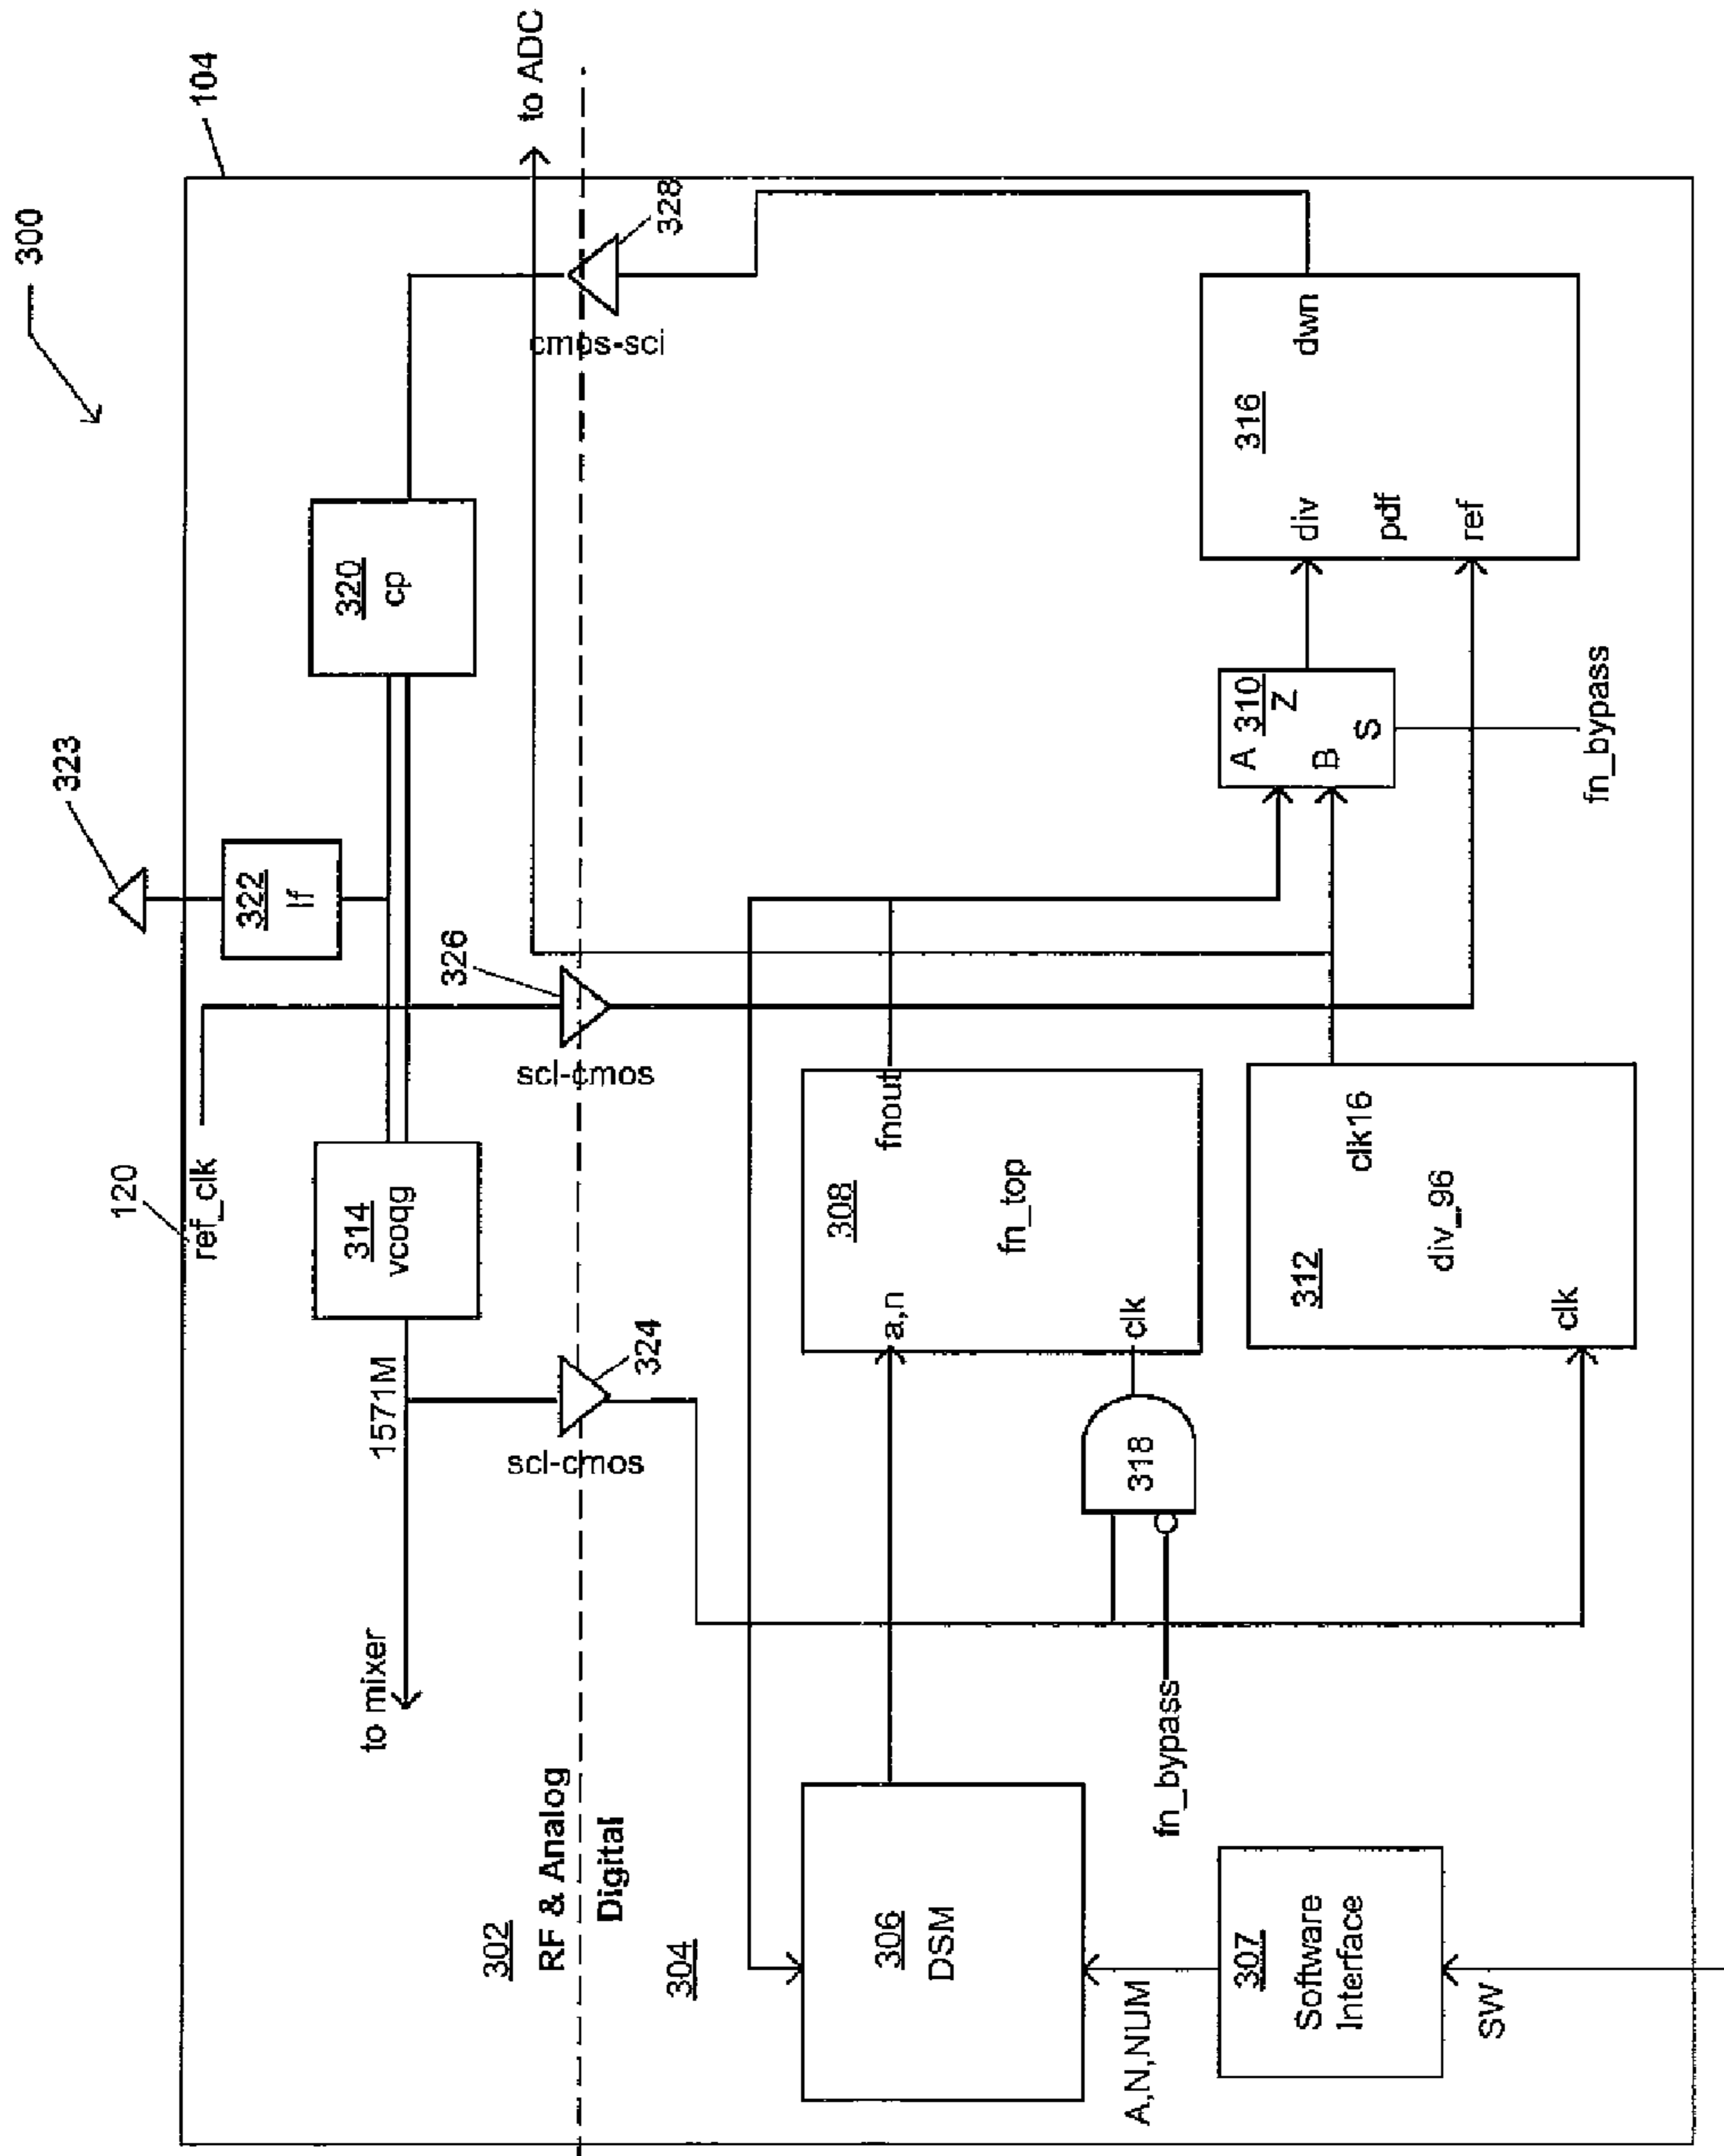 300
104
323
120
ref_clk
322
lf
to ADC
1571M
314
vcoqg
320
cp
326
328
to mixer
324
scl-cmos
scl-cmos
cmos-scl
302
RF & Analog
Digital
304
306
DSM
a,n
308
fnout
fn_top
clk
318
fn_bypass
A,N,NUM
307
Software
Interface
SW
312
clk16
div_96
clk
A
310
Z
B
S
fn_bypass
316
dwn
div
pdf
ref